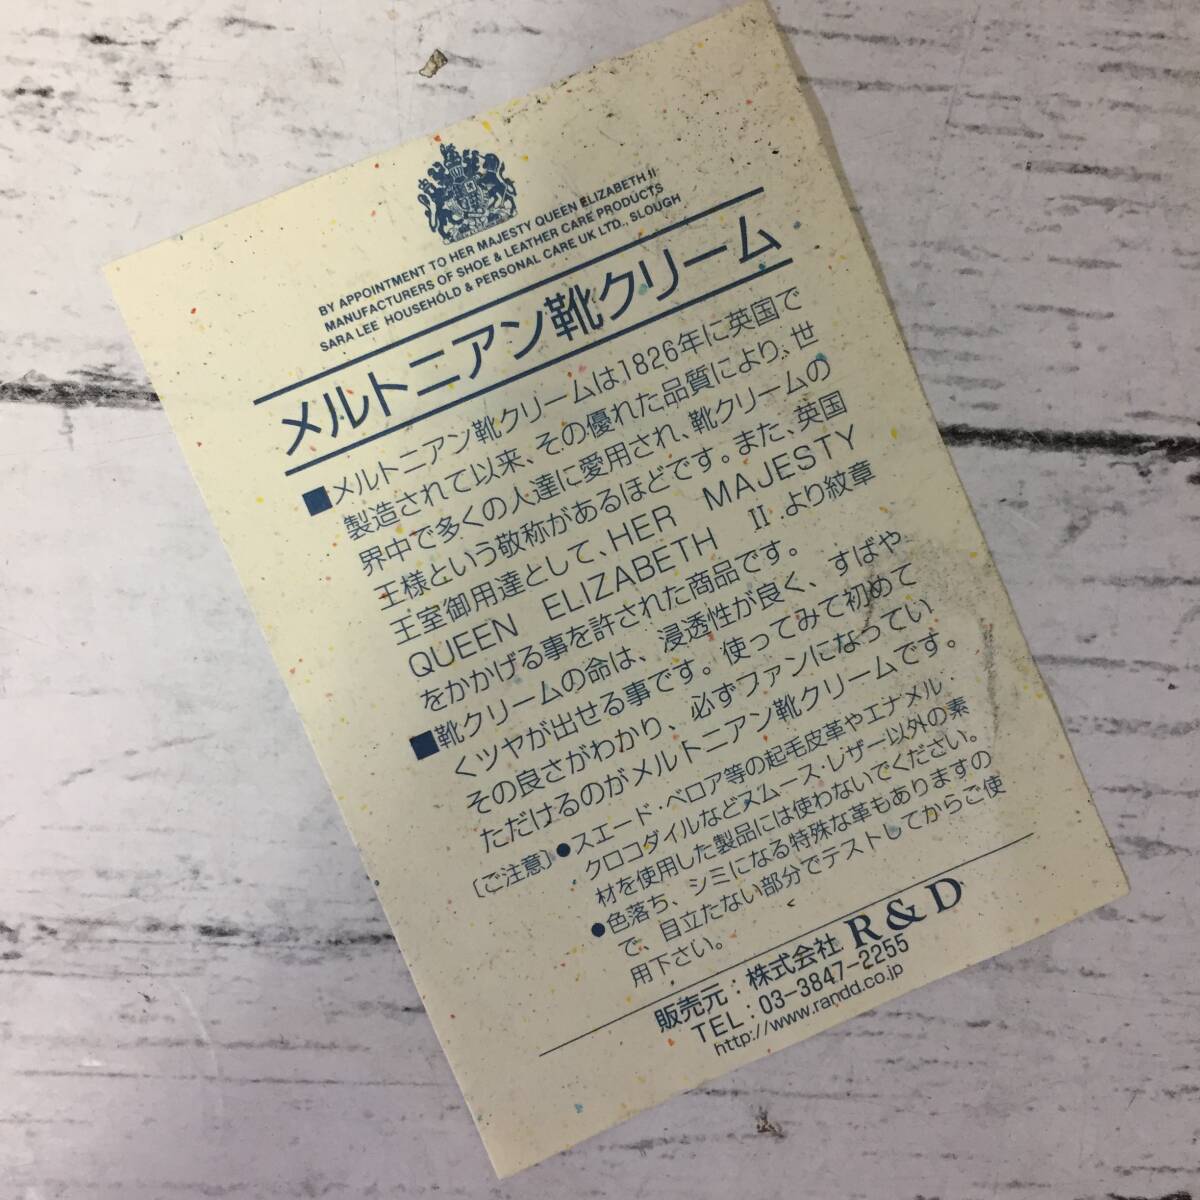 BY APPOINTMENT TO HER MAJESTY QUEEN ELIZABETH II
MANUFACTURERS OF SHOE & LEATHER CARE PRODUCTS
SARA LEE HOUSEHOLD & PERSONAL CARE UK LTD., SLOUGH
メルトニアン靴クリーム
■メルトニアン靴クリームは1826年に英国で
製造されて以来、その優れた品質により、世
界中で多くの人達に愛用され、靴クリームの
王様という敬称があるほどです。また、英国
王室御用達として、HER MAJESTY
QUEEN ELIZABETH II より紋章
をかかげる事を許された商品です。
■靴クリームの命は、浸透性が良く、すばや
くツヤが出せる事です。使ってみて初めて
その良さがわかり、必ずファンになってい
ただけるのがメルトニアン靴クリームです。
〔ご注意〕●スエード・ベロア等の起毛皮革やエナメル・
クロコダイルなどスムース・レザー以外の素
材を使用した製品には使わないでください。
●色落ち、シミになる特殊な革もありますの
で、目立たない部分でテストしてからご使
用下さい。
販売元：株式会社 R&D
TEL：03-3847-2255
http://www.randd.co.jp